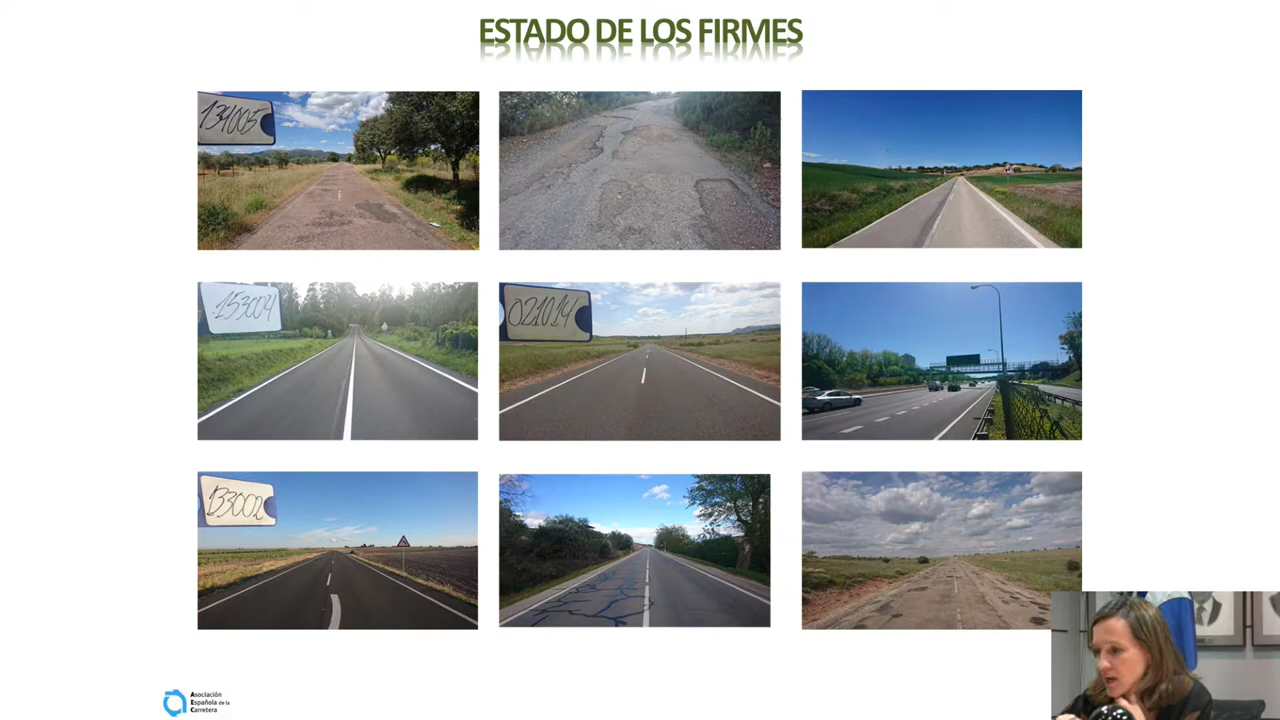 ESTADO DE LOS FIRMES
134005
153004
021014
133002
Asociación
Española de la
Carretera